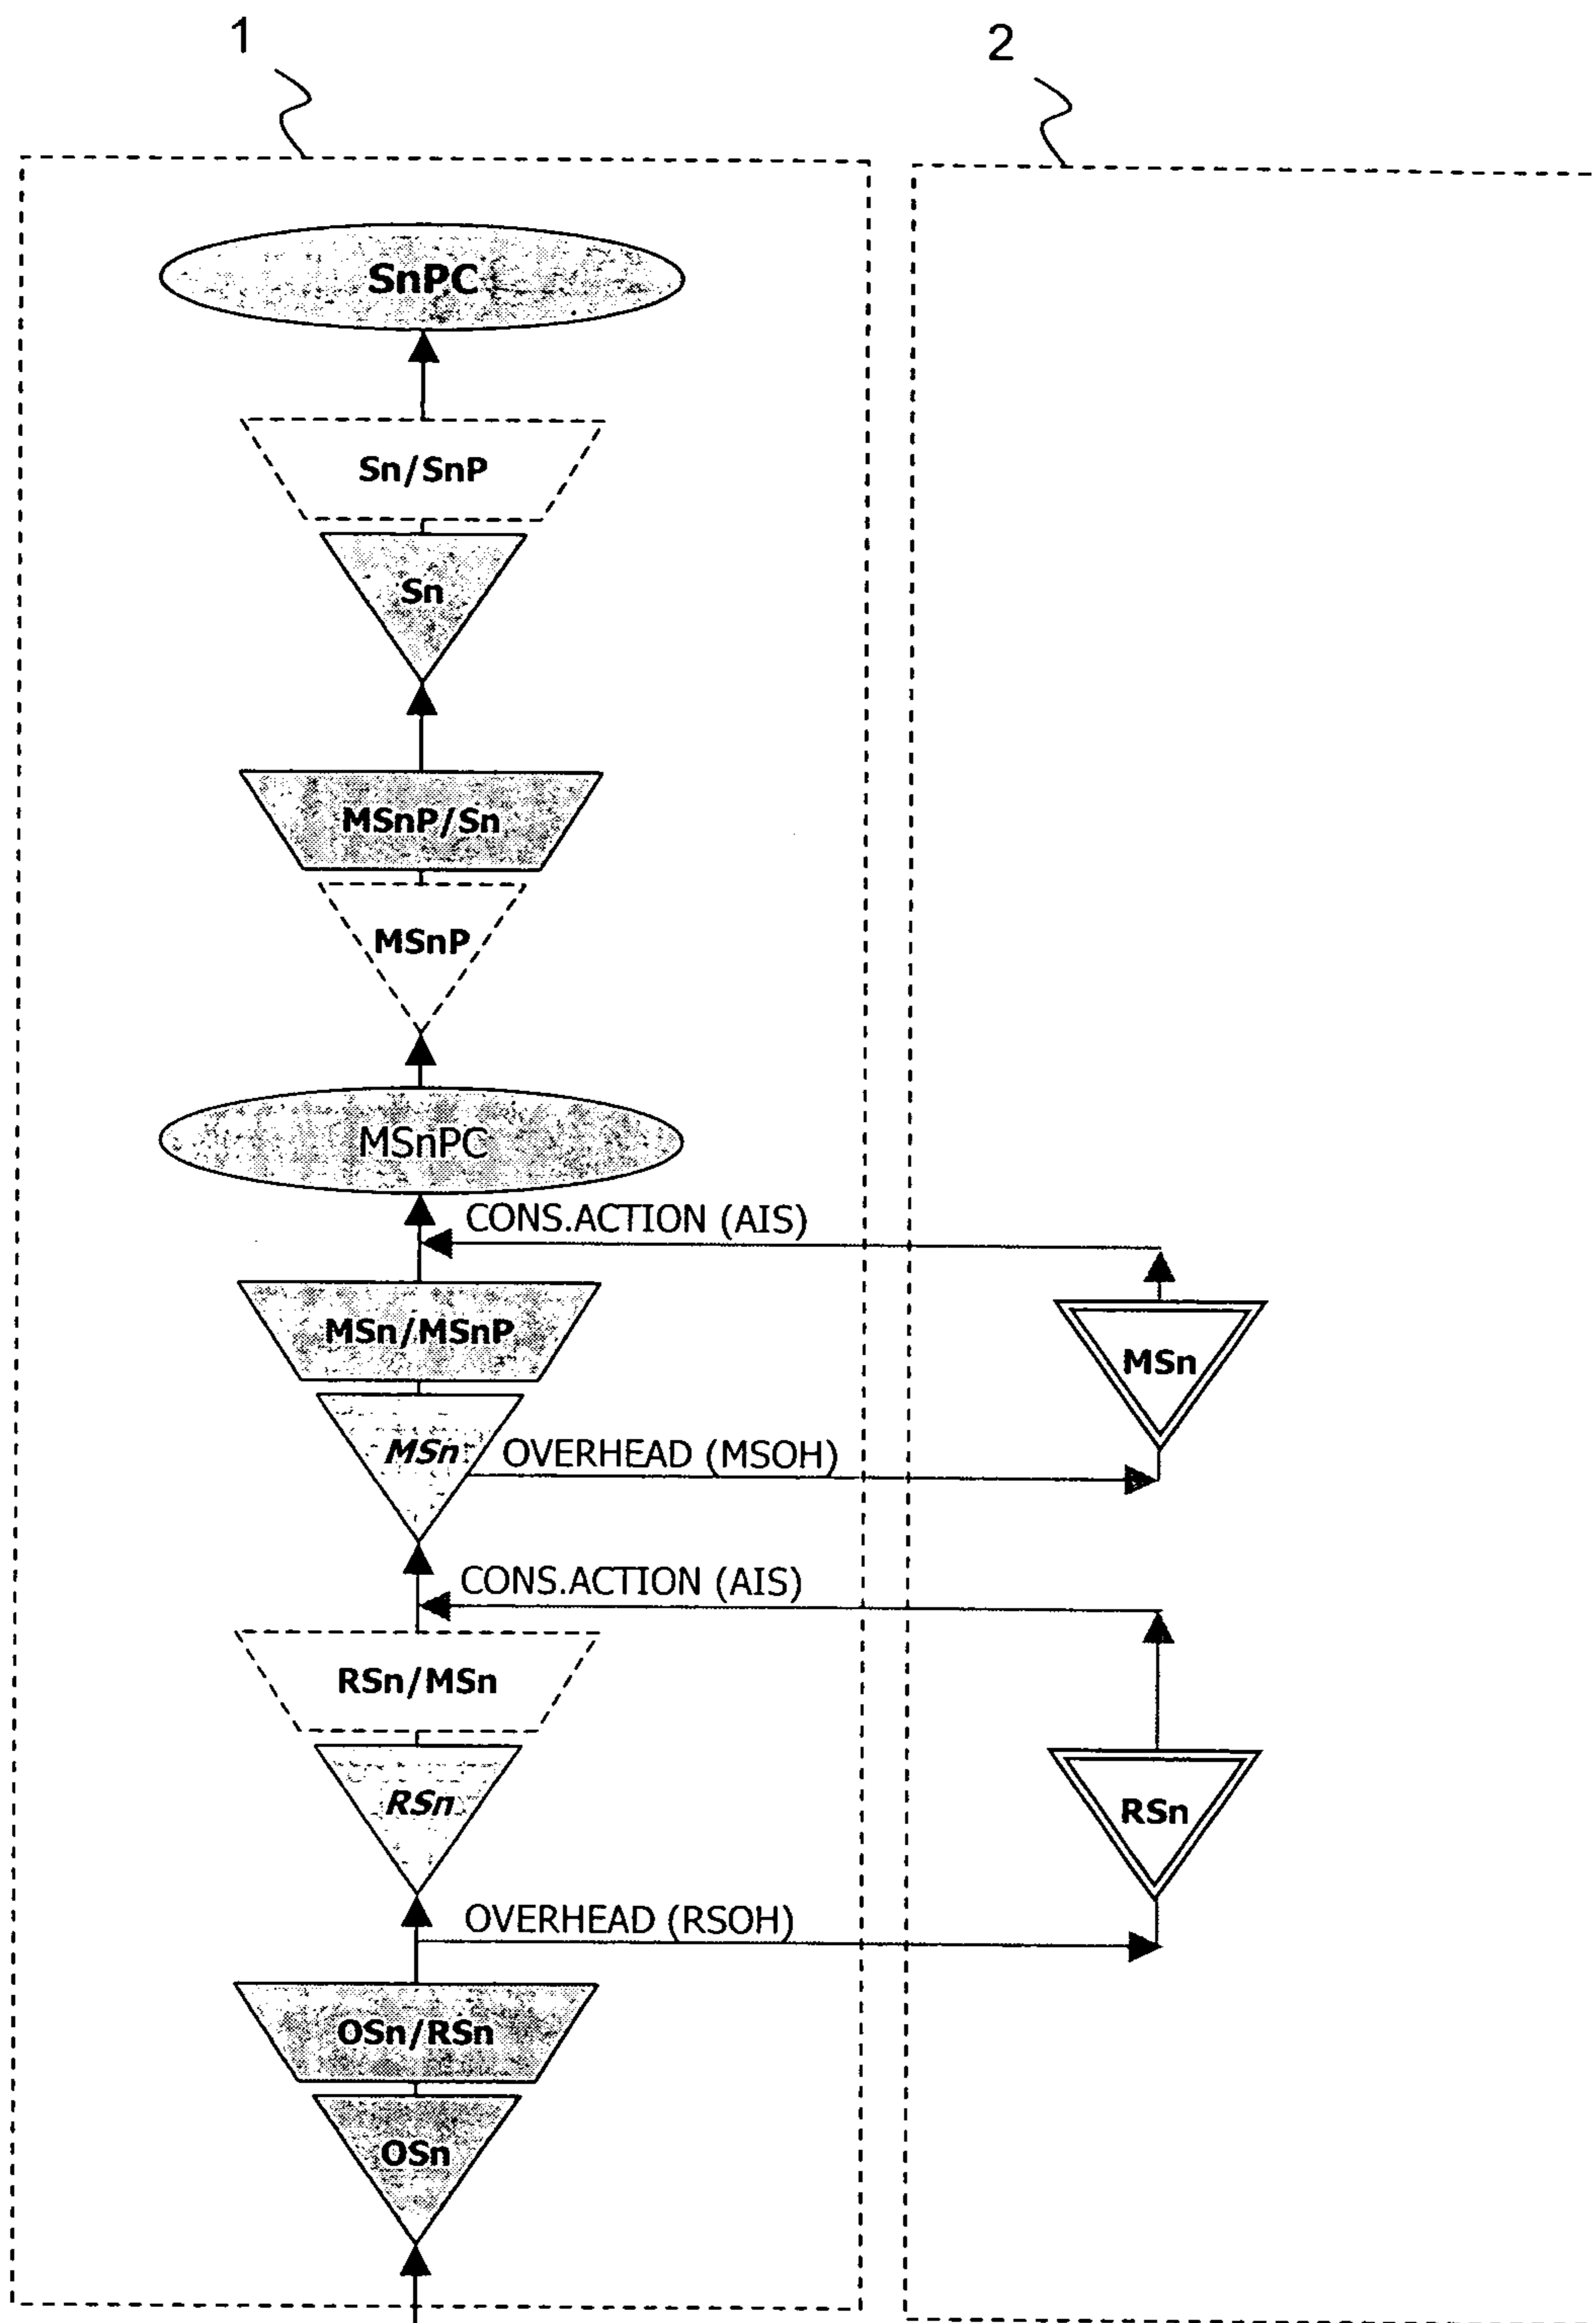 1
2
SnPC
Sn/SnP
Sn
MSnP/Sn
MSnP
MSnPC
CONS.ACTION (AIS)
MSn/MSnP
MSn
MSn
OVERHEAD (MSOH)
CONS.ACTION (AIS)
RSn/MSn
RSn
RSn
OVERHEAD (RSOH)
OSn/RSn
OSn